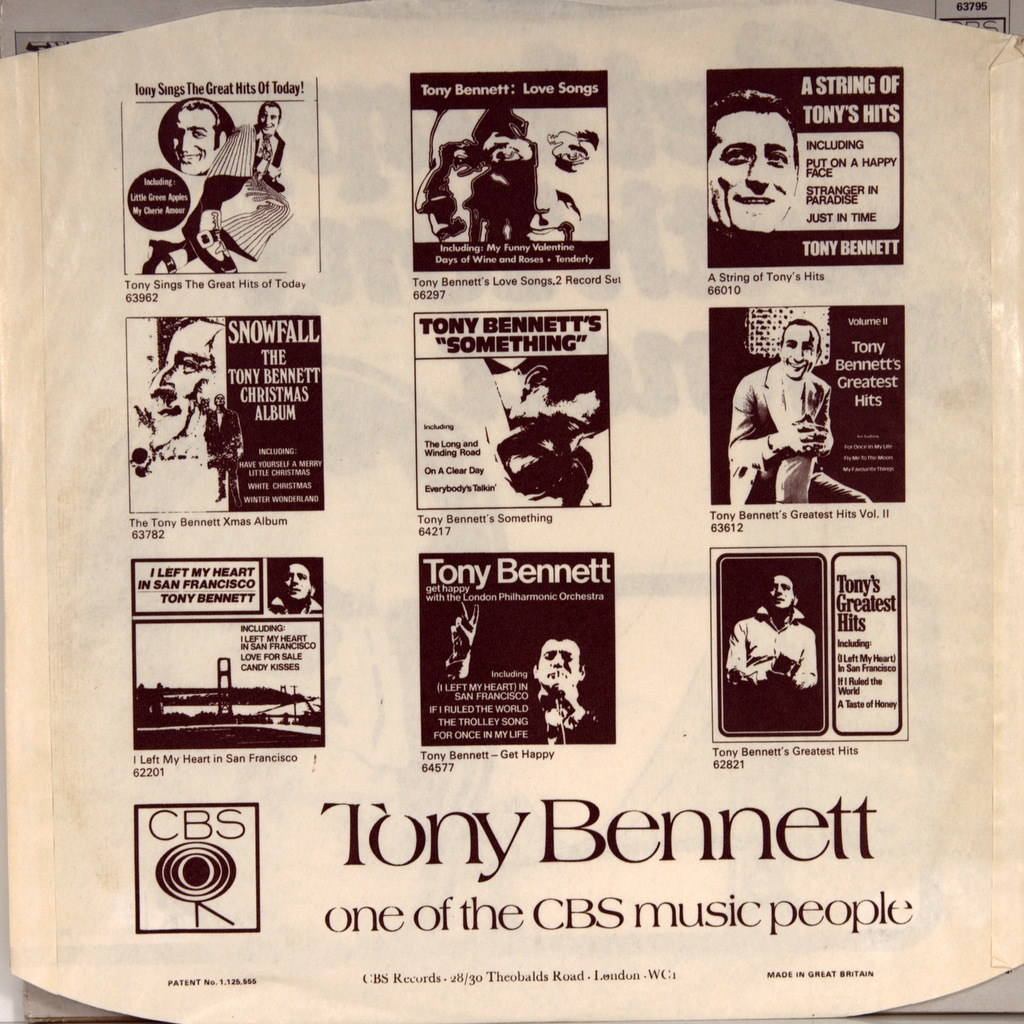 63795
CBS
Tony Sings The Great Hits Of Today!
Including:
Little Green Apples
My Cherie Amour
Tony Sings The Great Hits of Today
63962
Tony Bennett: Love Songs
Including: My Funny Valentine
Days of Wine and Roses • Tenderly
Tony Bennett's Love Songs,2 Record Set
66297
A STRING OF
TONY'S HITS
INCLUDING
PUT ON A HAPPY
FACE
STRANGER IN
PARADISE
JUST IN TIME
TONY BENNETT
A String of Tony's Hits
66010
SNOWFALL
THE
TONY BENNETT
CHRISTMAS
ALBUM
INCLUDING:
HAVE YOURSELF A MERRY
LITTLE CHRISTMAS
WHITE CHRISTMAS
WINTER WONDERLAND
The Tony Bennett Xmas Album
63782
TONY BENNETT'S
"SOMETHING"
Including
The Long and
Winding Road
On A Clear Day
Everybody's Talkin'
Tony Bennett's Something
64217
Volume II
Tony
Bennett's
Greatest
Hits
Including
For Once In My Life
Fly Me To The Moon
My Favourite Things
Tony Bennett's Greatest Hits Vol. II
63612
I LEFT MY HEART
IN SAN FRANCISCO
TONY BENNETT
INCLUDING:
I LEFT MY HEART
IN SAN FRANCISCO
LOVE FOR SALE
CANDY KISSES
I Left My Heart in San Francisco
62201
Tony Bennett
get happy
with the London Philharmonic Orchestra
Including
(I LEFT MY HEART) IN
SAN FRANCISCO
IF I RULED THE WORLD
THE TROLLEY SONG
FOR ONCE IN MY LIFE
Tony Bennett – Get Happy
64577
Tony's
Greatest
Hits
Including:
(I Left My Heart)
In San Francisco
If I Ruled the
World
A Taste of Honey
Tony Bennett's Greatest Hits
62821
CBS
Tony Bennett
one of the CBS music people
PATENT No. 1,125,555
CBS Records · 28/30 Theobalds Road · London · WC1
MADE IN GREAT BRITAIN